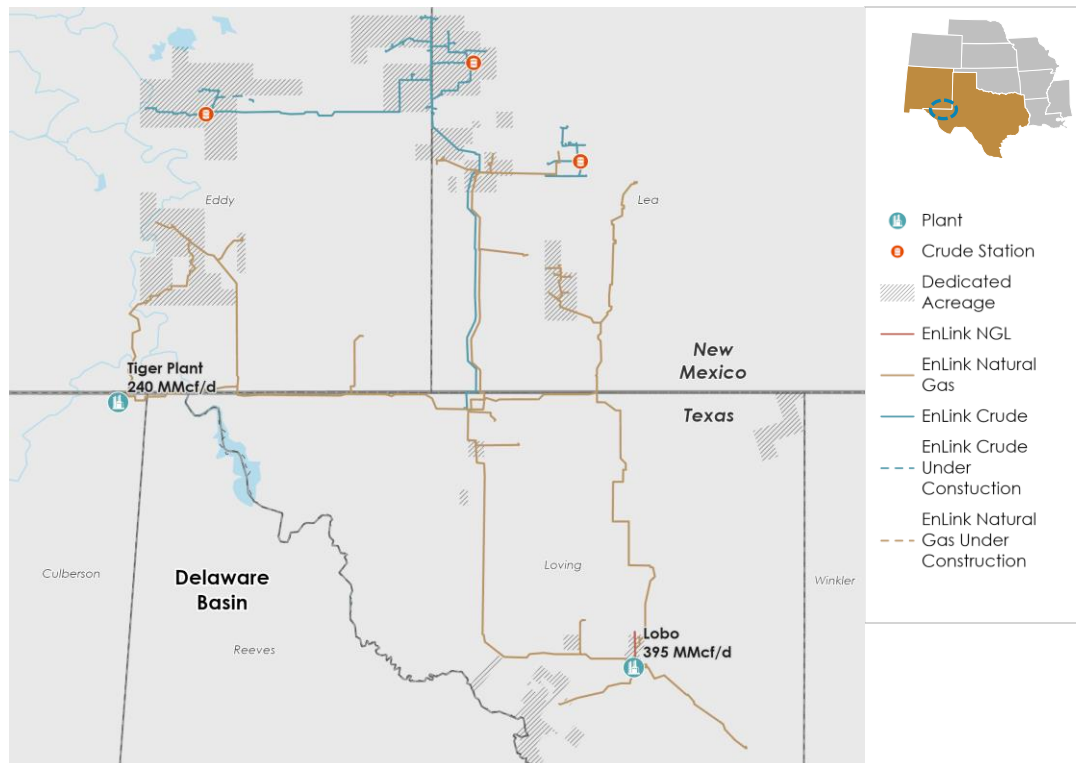 Eddy
Lea
Tiger Plant
240 MMcf/d
New
Mexico
Texas
Culberson
Delaware
Basin
Loving
Winkler
Reeves
Lobo
395 MMcf/d
Plant
Crude Station
Dedicated
Acreage
EnLink NGL
EnLink Natural
Gas
EnLink Crude
EnLink Crude
Under
Constuction
EnLink Natural
Gas Under
Construction